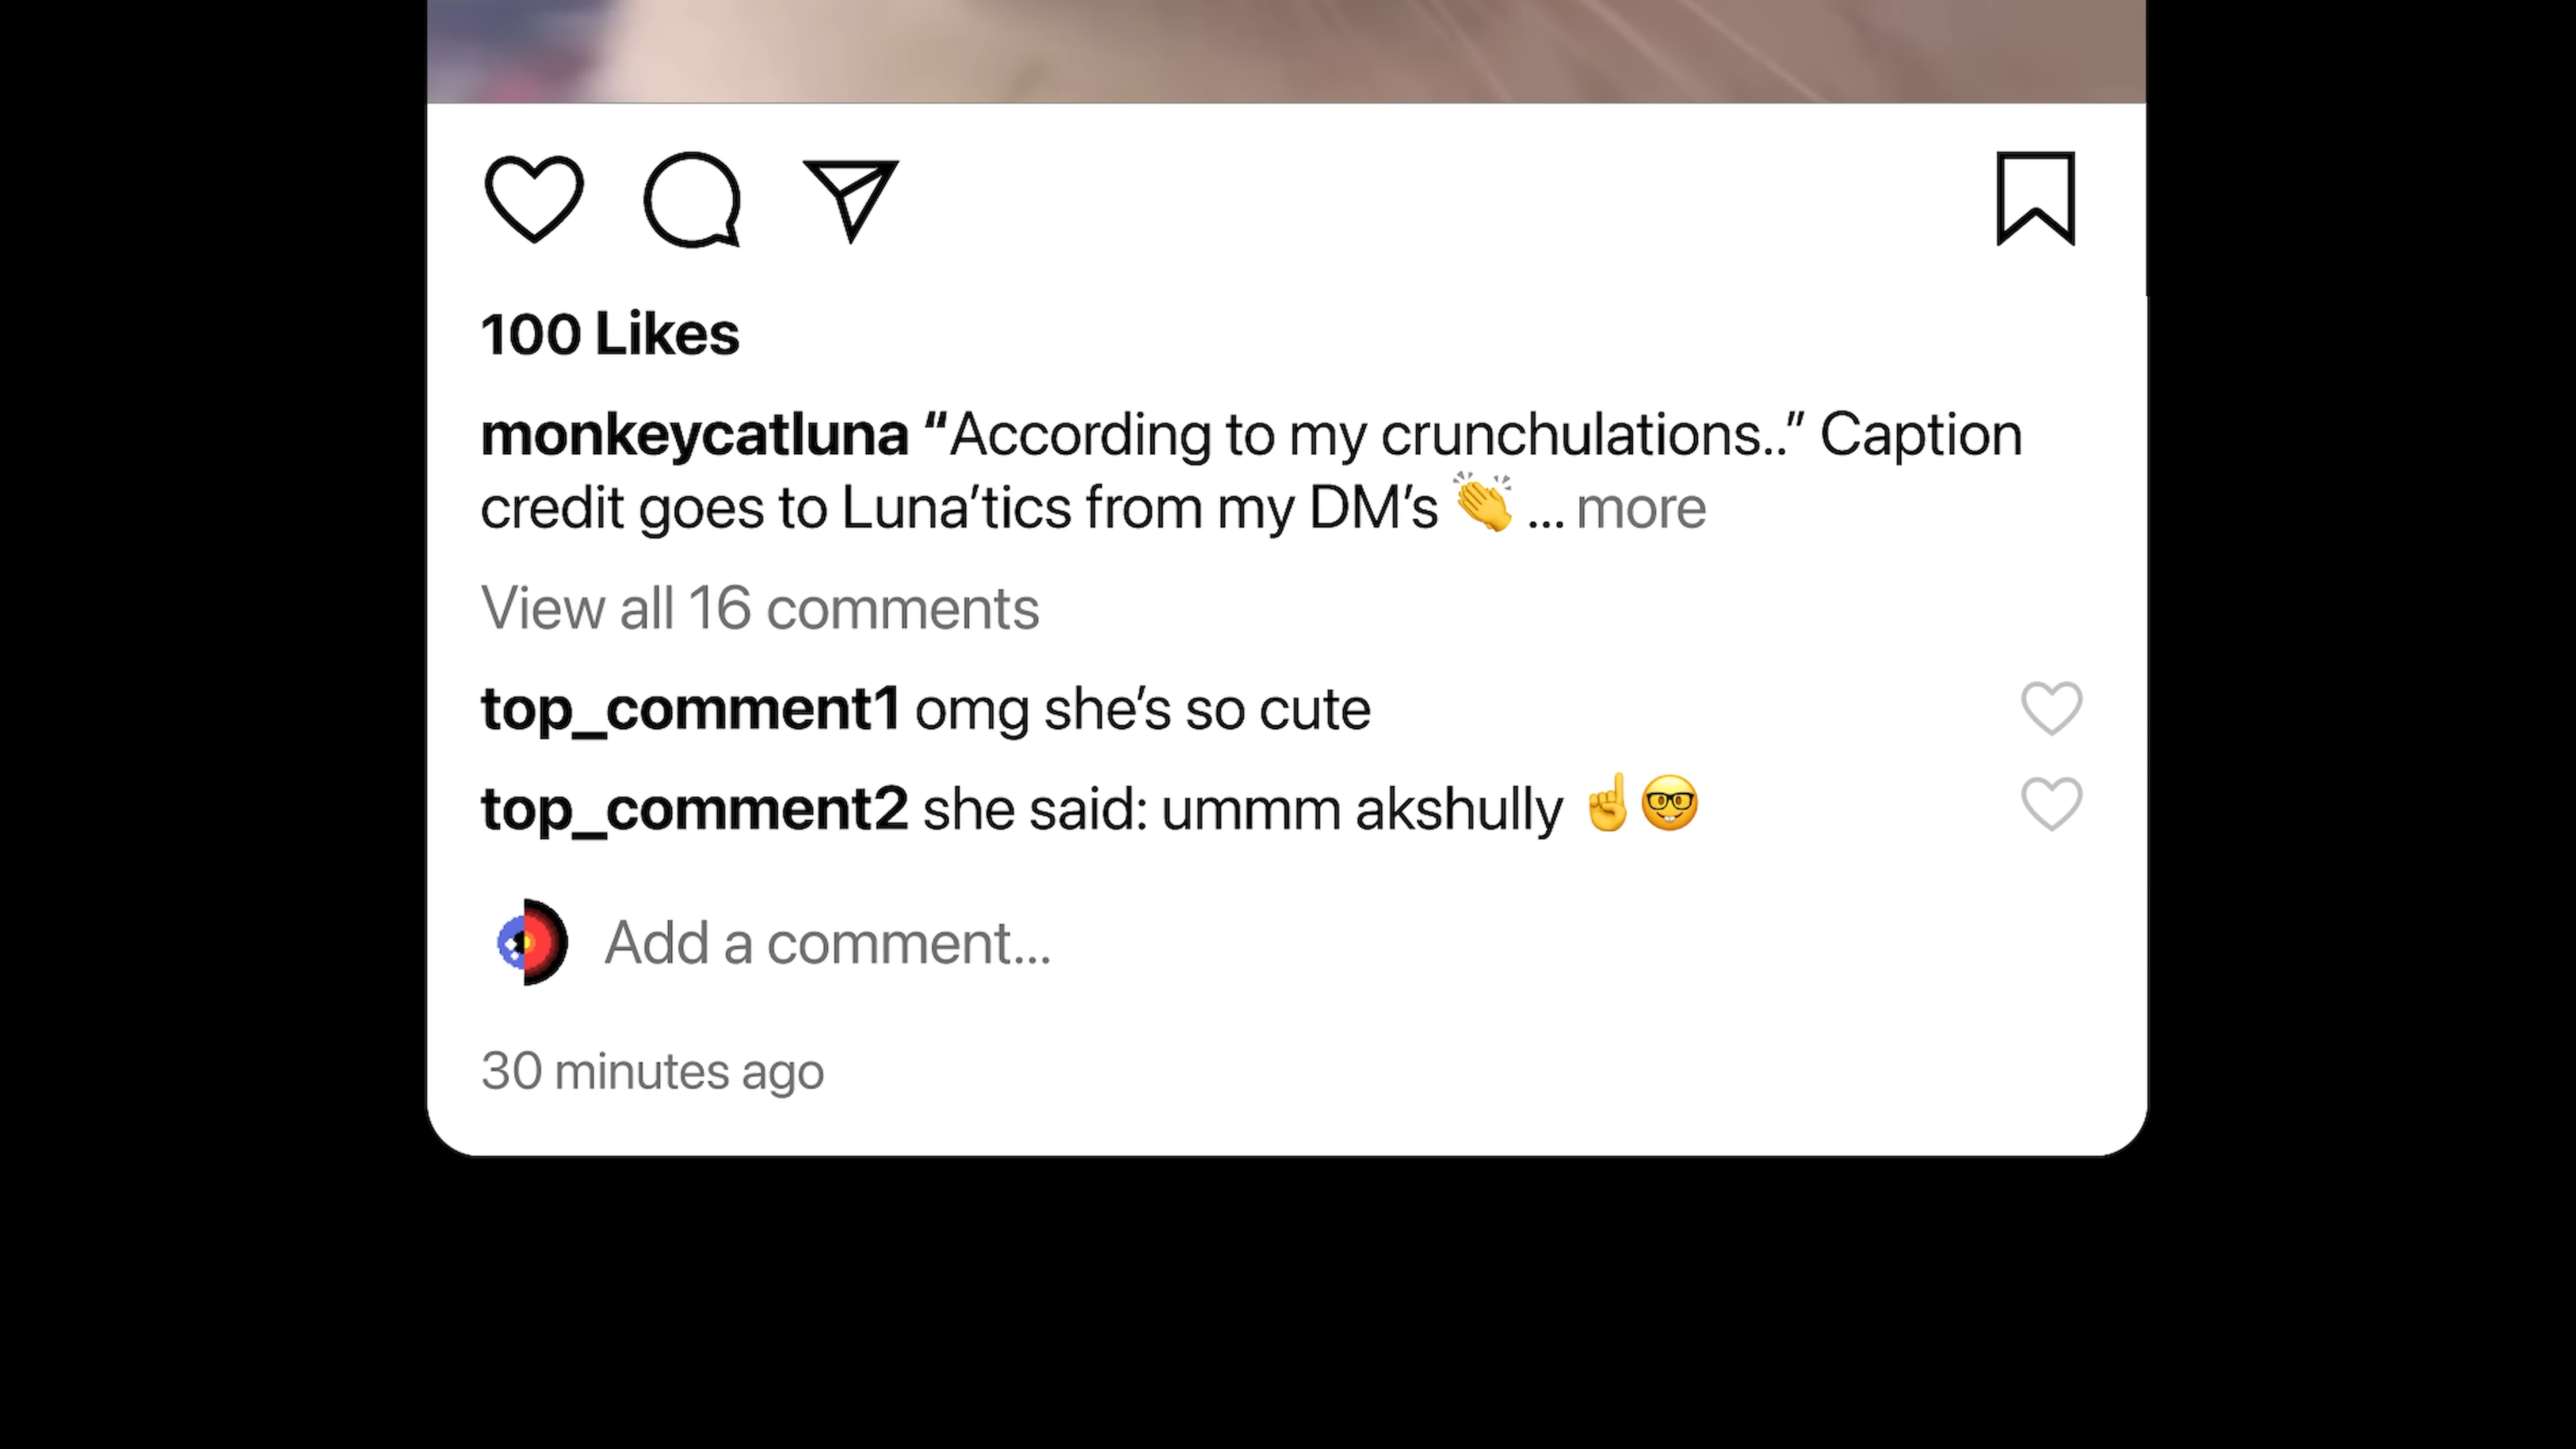 100 Likes
monkeycatluna “According to my crunchulations..” Caption
credit goes to Luna’tics from my DM’s 👏 ... more
View all 16 comments
top_comment1 omg she’s so cute
top_comment2 she said: ummm akshully ☝️🤓
Add a comment...
30 minutes ago